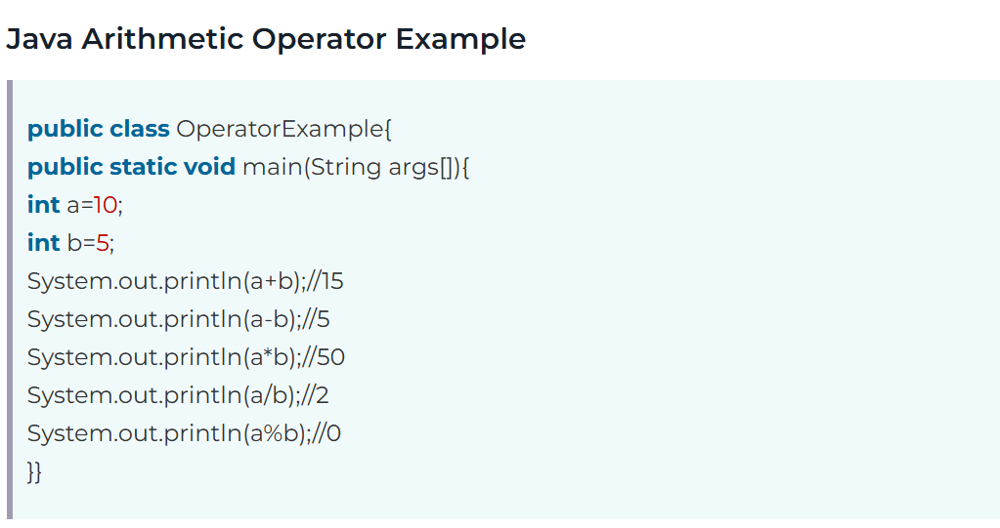 Java Arithmetic Operator Example
public class OperatorExample{
public static void main(String args[]){
int a=10;
int b=5;
System.out.println(a+b);//15
System.out.println(a-b);//5
System.out.println(a*b);//50
System.out.println(a/b);//2
System.out.println(a%b);//0
}}